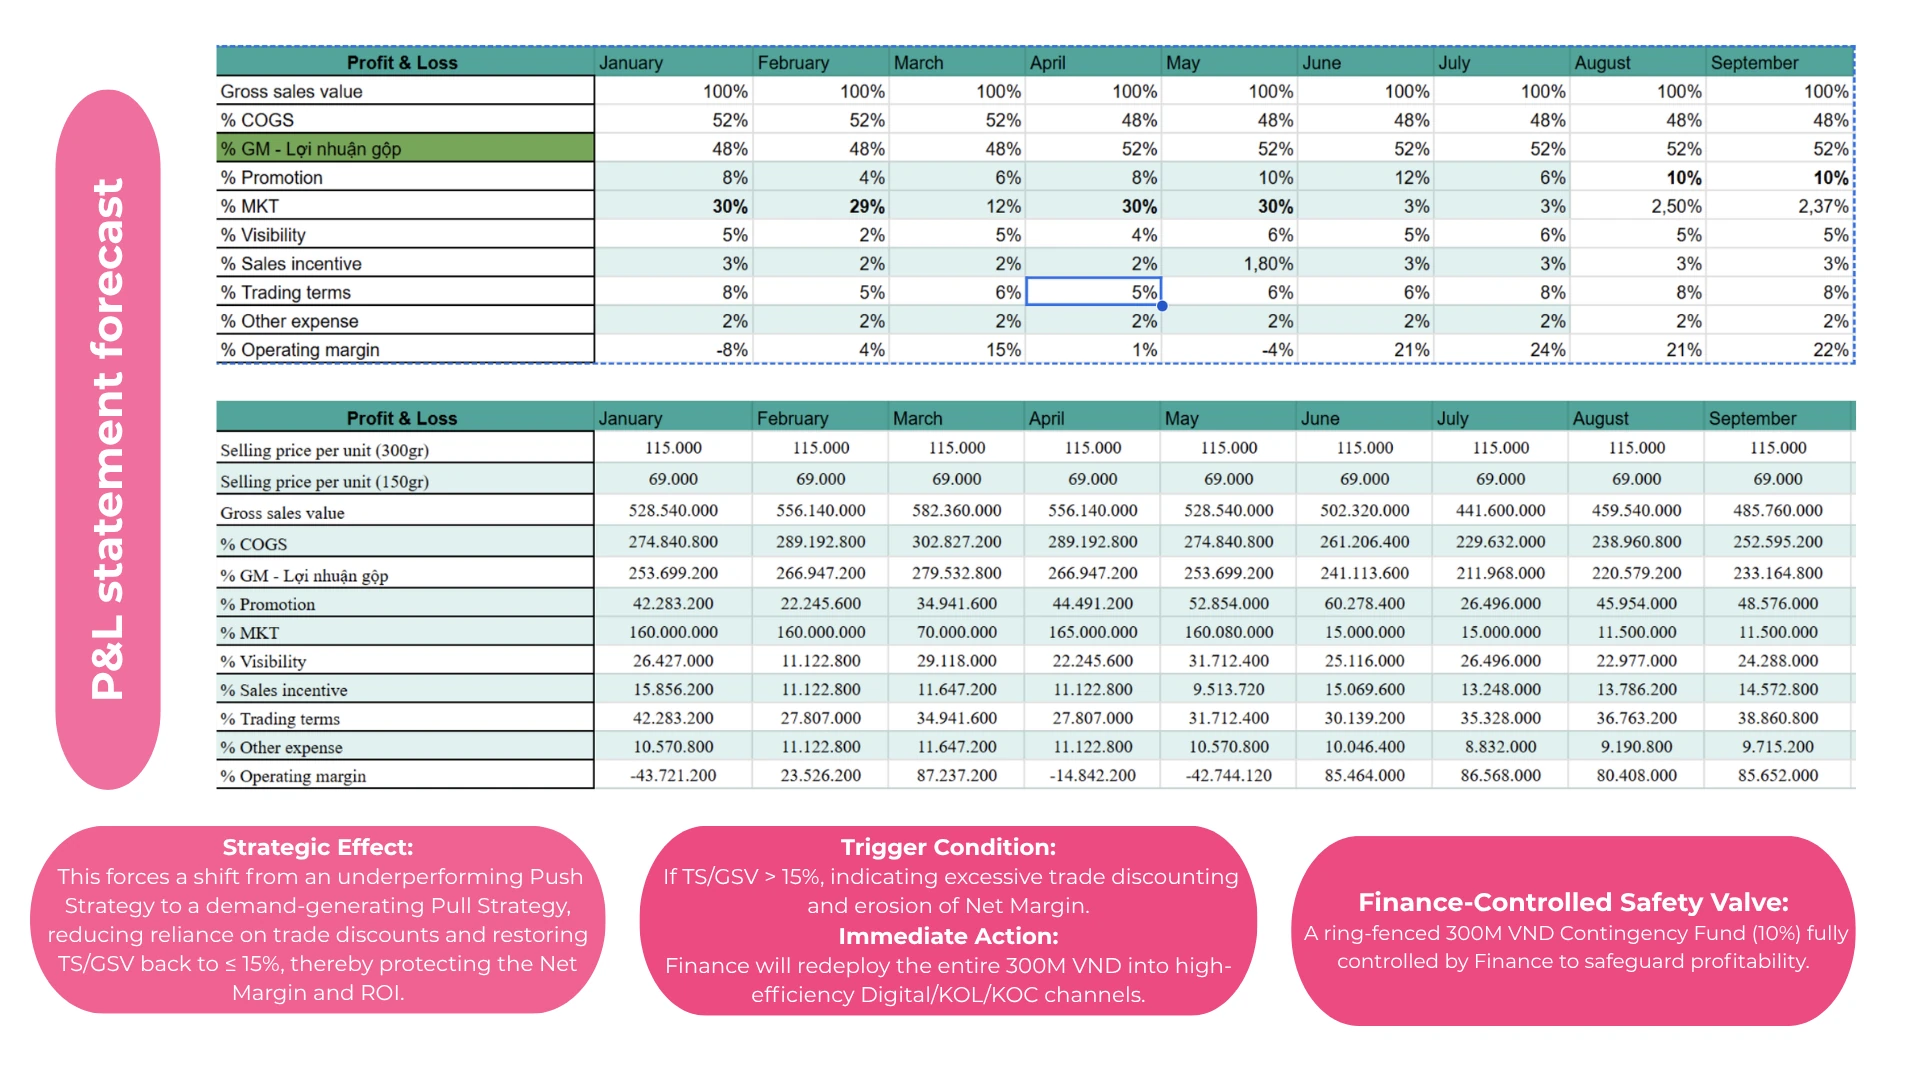 P&L statement forecast
Profit & Loss January February March April May June July August September
Gross sales value 100% 100% 100% 100% 100% 100% 100% 100% 100%
% COGS 52% 52% 52% 48% 48% 48% 48% 48% 48%
% GM - Lợi nhuận gộp 48% 48% 48% 52% 52% 52% 52% 52% 52%
% Promotion 8% 4% 6% 8% 10% 12% 6% 10% 10%
% MKT 30% 29% 12% 30% 30% 3% 3% 2,50% 2,37%
% Visibility 5% 2% 5% 4% 6% 5% 6% 5% 5%
% Sales incentive 3% 2% 2% 2% 1,80% 3% 3% 3% 3%
% Trading terms 8% 5% 6% 5% 6% 6% 8% 8% 8%
% Other expense 2% 2% 2% 2% 2% 2% 2% 2% 2%
% Operating margin -8% 4% 15% 1% -4% 21% 24% 21% 22%
Profit & Loss January February March April May June July August September
Selling price per unit (300gr) 115.000 115.000 115.000 115.000 115.000 115.000 115.000 115.000 115.000
Selling price per unit (150gr) 69.000 69.000 69.000 69.000 69.000 69.000 69.000 69.000 69.000
Gross sales value 528.540.000 556.140.000 582.360.000 556.140.000 528.540.000 502.320.000 441.600.000 459.540.000 485.760.000
% COGS 274.840.800 289.192.800 302.827.200 289.192.800 274.840.800 261.206.400 229.632.000 238.960.800 252.595.200
% GM - Lợi nhuận gộp 253.699.200 266.947.200 279.532.800 266.947.200 253.699.200 241.113.600 211.968.000 220.579.200 233.164.800
% Promotion 42.283.200 22.245.600 34.941.600 44.491.200 52.854.000 60.278.400 26.496.000 45.954.000 48.576.000
% MKT 160.000.000 160.000.000 70.000.000 165.000.000 160.080.000 15.000.000 15.000.000 11.500.000 11.500.000
% Visibility 26.427.000 11.122.800 29.118.000 22.245.600 31.712.400 25.116.000 26.496.000 22.977.000 24.288.000
% Sales incentive 15.856.200 11.122.800 11.647.200 11.122.800 9.513.720 15.069.600 13.248.000 13.786.200 14.572.800
% Trading terms 42.283.200 27.807.000 34.941.600 27.807.000 31.712.400 30.139.200 35.328.000 36.763.200 38.860.800
% Other expense 10.570.800 11.122.800 11.647.200 11.122.800 10.570.800 10.046.400 8.832.000 9.190.800 9.715.200
% Operating margin -43.721.200 23.526.200 87.237.200 -14.842.200 -42.744.120 85.464.000 86.568.000 80.408.000 85.652.000
Strategic Effect:
This forces a shift from an underperforming Push
Strategy to a demand-generating Pull Strategy,
reducing reliance on trade discounts and restoring
TS/GSV back to ≤ 15%, thereby protecting the Net
Margin and ROI.
Trigger Condition:
If TS/GSV > 15%, indicating excessive trade discounting
and erosion of Net Margin.
Immediate Action:
Finance will redeploy the entire 300M VND into high-
efficiency Digital/KOL/KOC channels.
Finance-Controlled Safety Valve:
A ring-fenced 300M VND Contingency Fund (10%) fully
controlled by Finance to safeguard profitability.